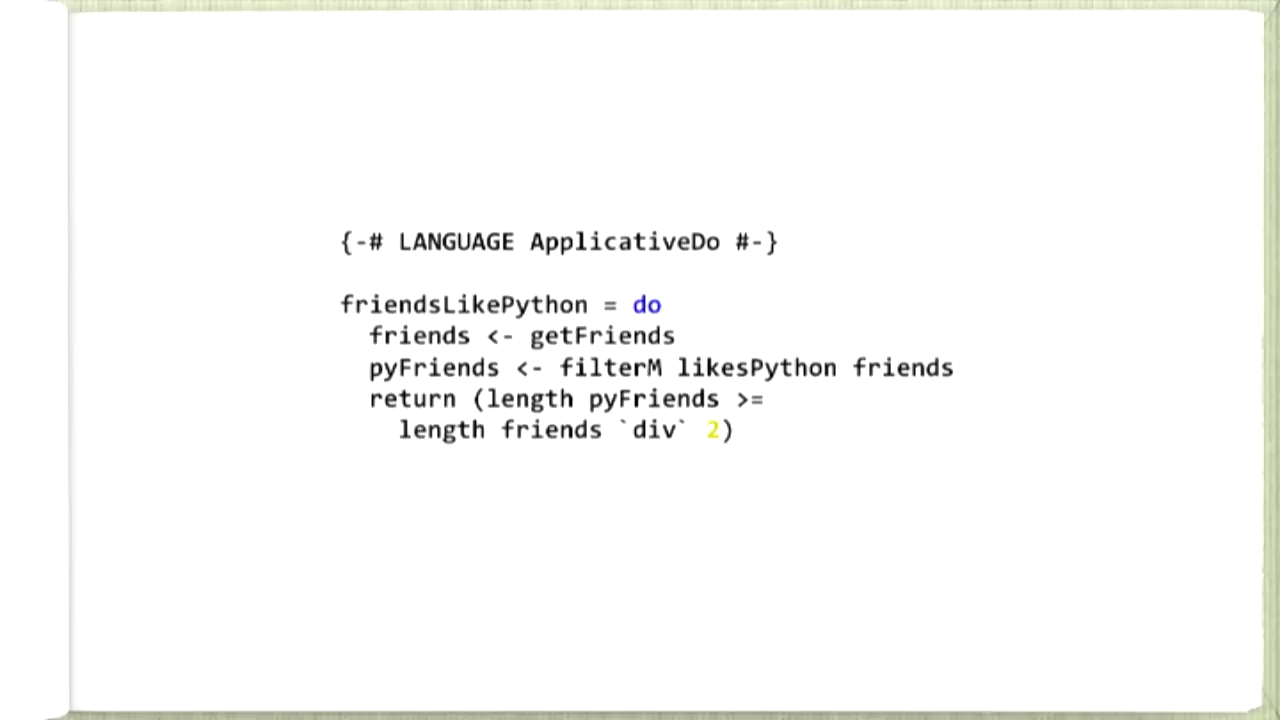 {-# LANGUAGE ApplicativeDo #-}
friendsLikePython = do
friends <- getFriends
pyFriends <- filterM likesPython friends
return (length pyFriends >=
length friends `div` 2)